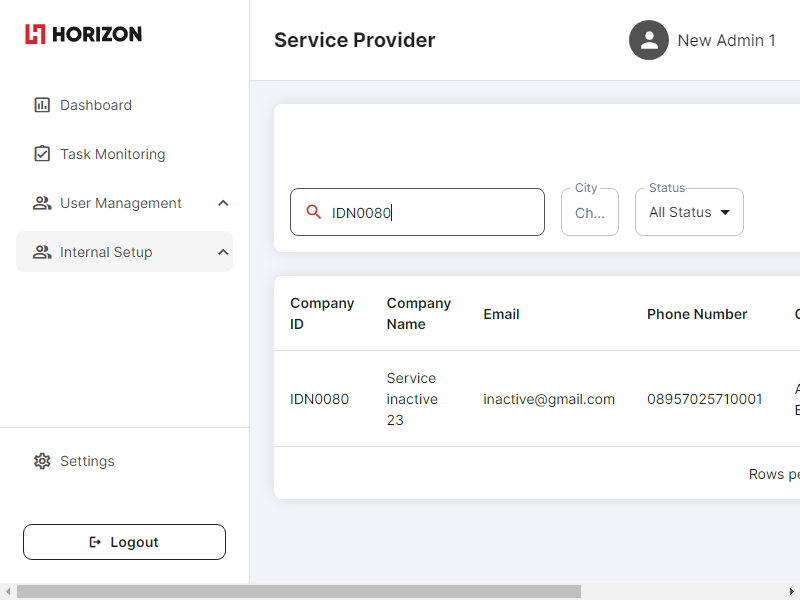 HORIZON
Service Provider
New Admin 1
Dashboard
Task Monitoring
User Management
Internal Setup
Settings
Logout
IDN0080
City
Ch...
Status
All Status
Company ID
Company Name
Email
Phone Number
IDN0080
Service
inactive
23
inactive@gmail.com
08957025710001
Rows pe